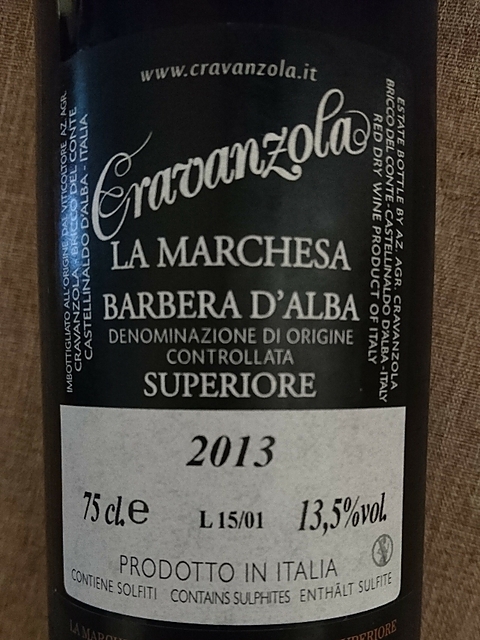 www.cravanzola.it
Cravanzola
LA MARCHESA
BARBERA D'ALBA
DENOMINAZIONE DI ORIGINE
CONTROLLATA
SUPERIORE
2013
75 cl. e
L 15/01
13,5%vol.
PRODOTTO IN ITALIA
CONTIENE SOLFITI CONTAINS SULPHITES ENTHÄLT SULFITE
IMBOTTIGLIATO ALL'ORIGINE DAL VITICOLTORE AZ. AGR.
CRAVANZOLA - BRICCO DEL CONTE
CASTELLINALDO D'ALBA - ITALIA
ESTATE BOTTLE BY AZ. AGR. CRAVANZOLA
BRICCO DEL CONTE - CASTELLINALDO D'ALBA - ITALY
RED DRY WINE PRODUCT OF ITALY